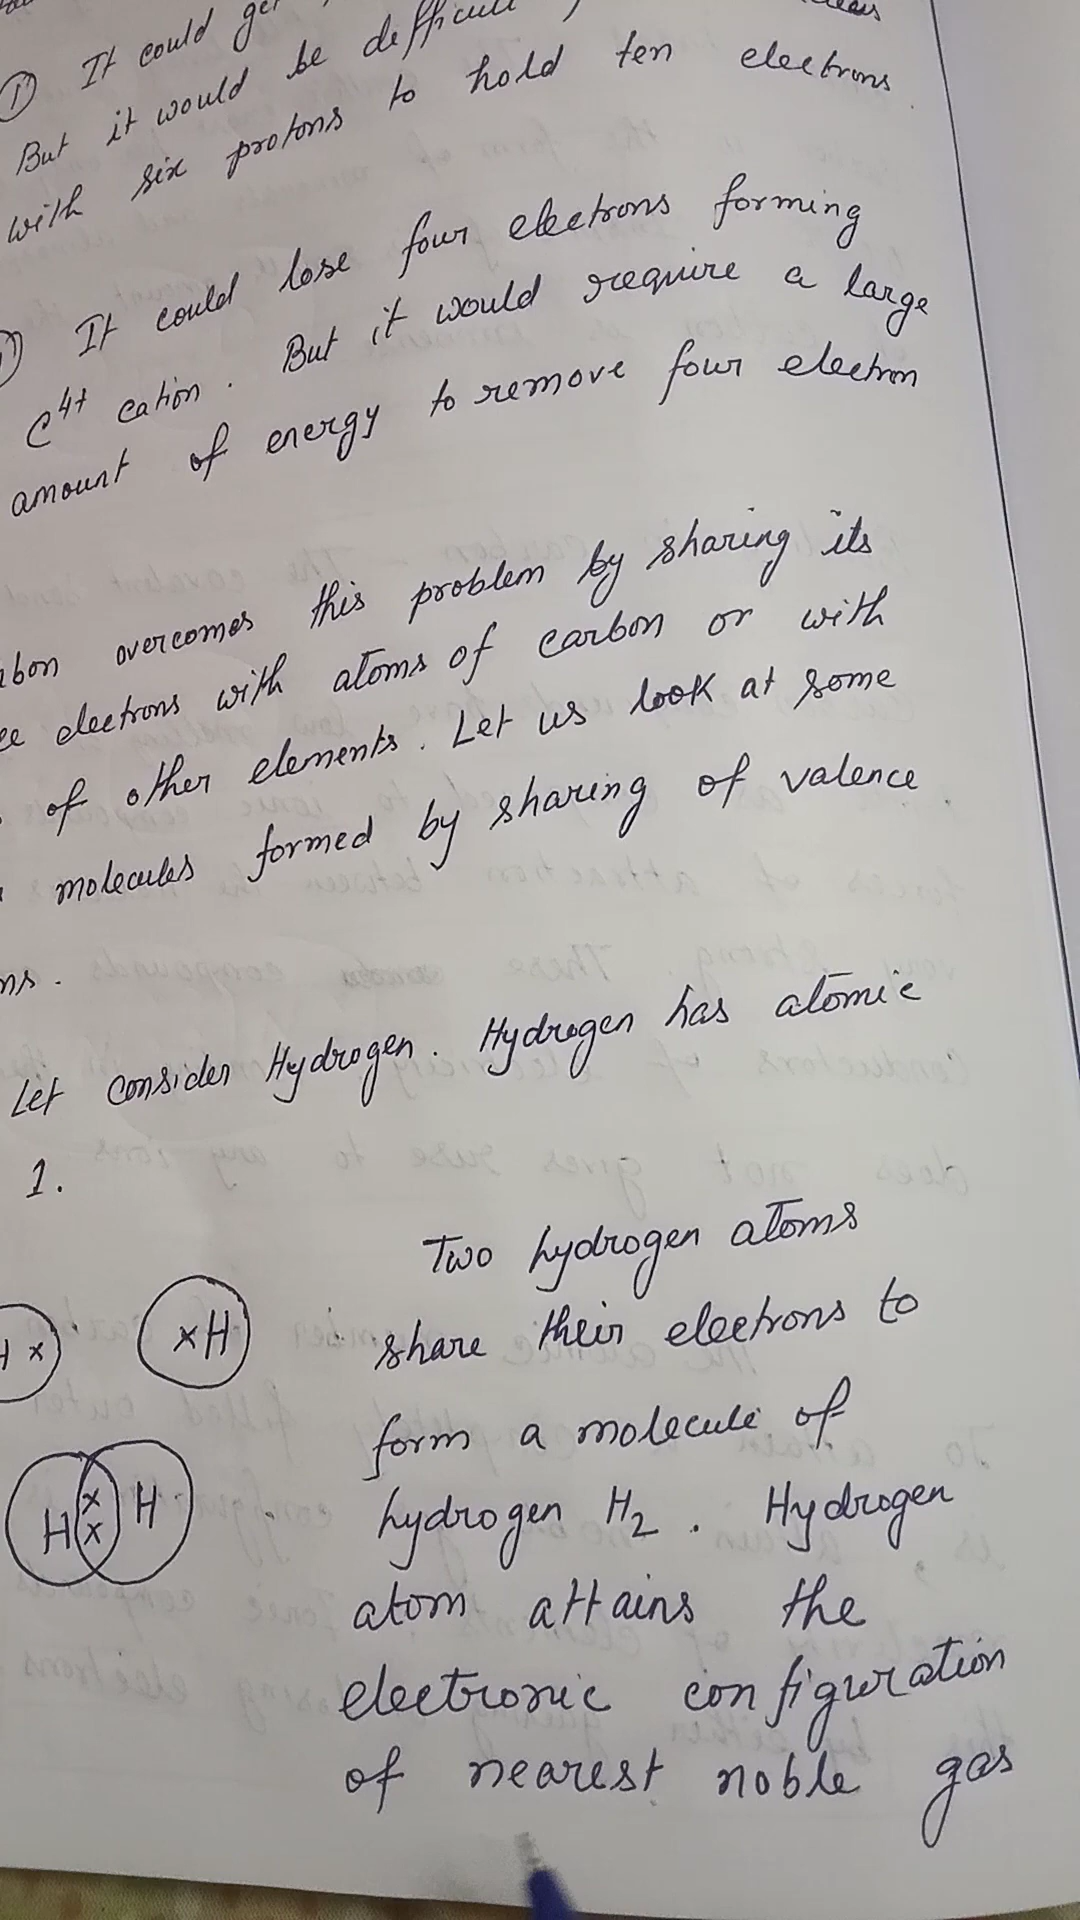 ① It could
But it would be difficult
with six protons to hold ten electrons
It could lose four electrons forming
C4+ cation. But it would require a large
amount of energy to remove four electron
overcomes this problem by sharing its
electrons with atoms of carbon or with
of other elements. Let us look at some
molecules formed by sharing of valence
Let consider Hydrogen. Hydrogen has atomic
1.
Two hydrogen atoms
x xH share their electrons to
form a molecule of
H x x H hydrogen H2. Hydrogen
atom attains the
electronic configuration
of nearest noble gas